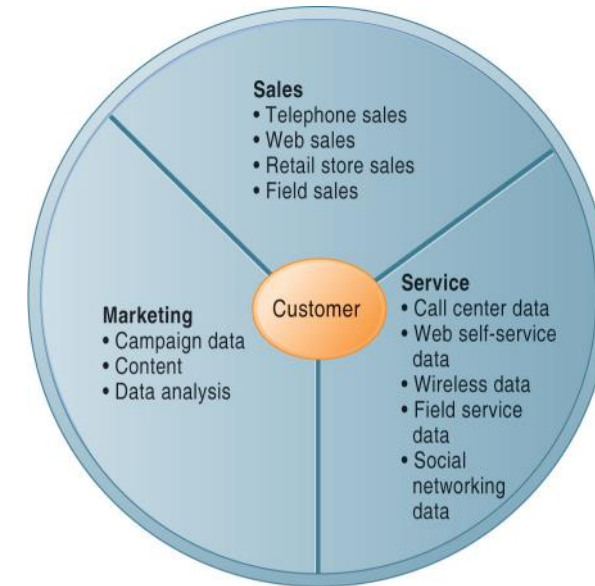 Sales
• Telephone sales
• Web sales
• Retail store sales
• Field sales
Customer
Marketing
• Campaign data
• Content
• Data analysis
Service
• Call center data
• Web self-service
data
• Wireless data
• Field service
data
• Social
networking
data